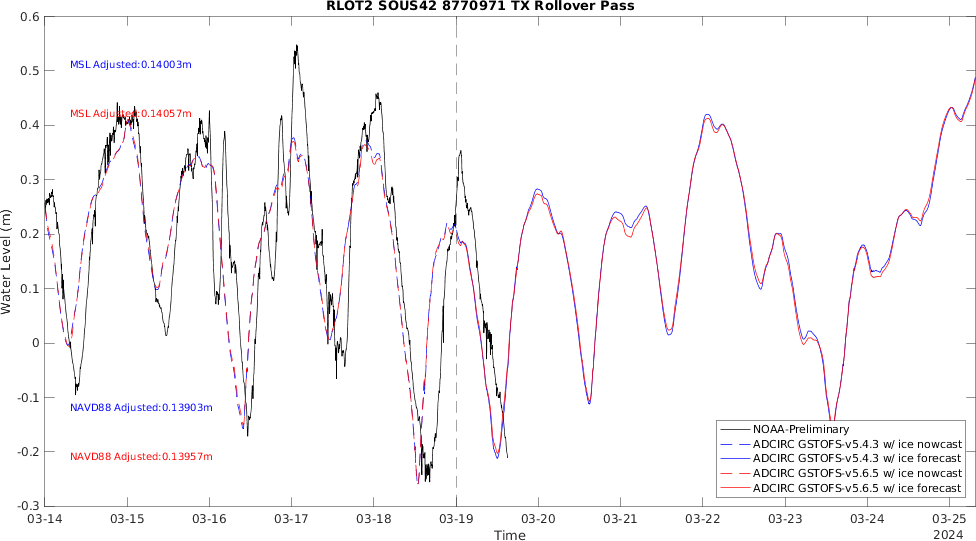 RLOT2 SOUS42 8770971 TX Rollover Pass
0.6
0.5
0.4
0.3
0.2
0.1
0
-0.1
-0.2
-0.3
Water Level (m)
MSL Adjusted:0.14003m
MSL Adjusted:0.14057m
NAVD88 Adjusted:0.13903m
NAVD88 Adjusted:0.13957m
NOAA-Preliminary
ADCIRC GSTOFS-v5.4.3 w/ ice nowcast
ADCIRC GSTOFS-v5.4.3 w/ ice forecast
ADCIRC GSTOFS-v5.6.5 w/ ice nowcast
ADCIRC GSTOFS-v5.6.5 w/ ice forecast
03-14 03-15 03-16 03-17 03-18 03-19 03-20 03-21 03-22 03-23 03-24 03-25
2024
Time